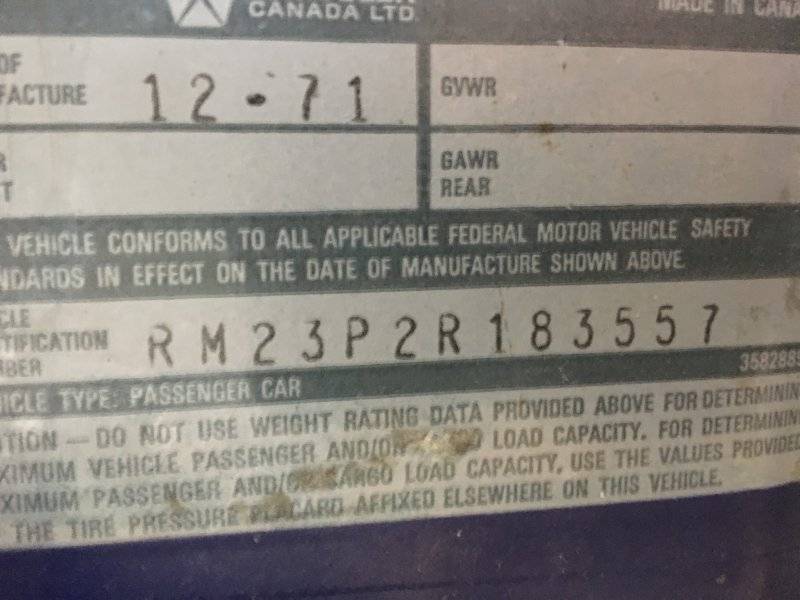 CANADA LTD.
MADE IN CANA
OF
FACTURE 12-71 GVWR
R
T
GAWR
REAR
VEHICLE CONFORMS TO ALL APPLICABLE FEDERAL MOTOR VEHICLE SAFETY
NDARDS IN EFFECT ON THE DATE OF MANUFACTURE SHOWN ABOVE
CLE
TIFICATION
BER
RM23P2R183557
358288
ICLE TYPE: PASSENGER CAR
TION — DO NOT USE WEIGHT RATING DATA PROVIDED ABOVE FOR DETERMININ
XIMUM VEHICLE PASSENGER AND/OR LOAD CAPACITY. FOR DETERMININ
XIMUM PASSENGER AND/OR CARGO LOAD CAPACITY, USE THE VALUES PROVIDED
THE TIRE PRESSURE PLACARD AFFIXED ELSEWHERE ON THIS VEHICLE.